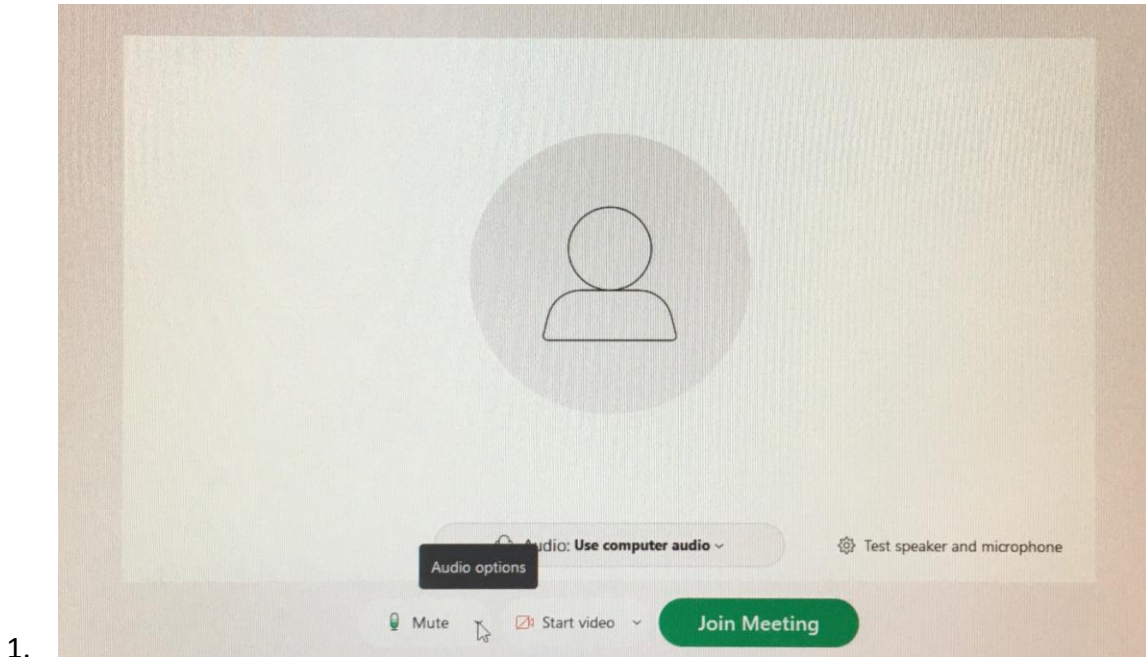 Audio: Use computer audio
Test speaker and microphone
Audio options
Mute
Start video
Join Meeting
1.